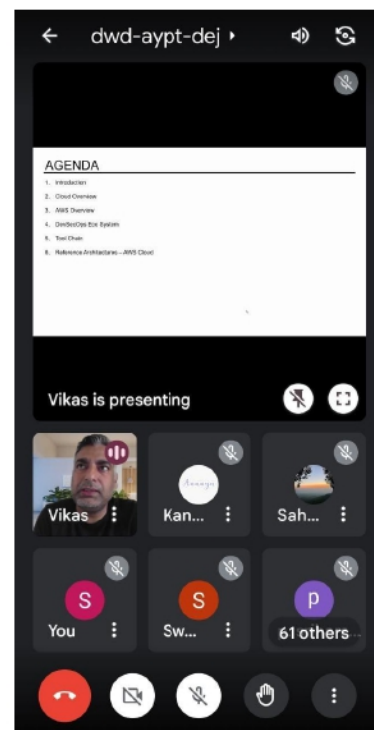 dwd-aypt-dej
AGENDA
1. Introduction
2. Cloud Overview
3. AWS Overview
4. DevSecOps Eco System
5. Tool Chain
6. Reference Architectures – AWS Cloud
Vikas is presenting
Vikas
Kan...
Sah...
S
You
S
Sw...
p
61 others